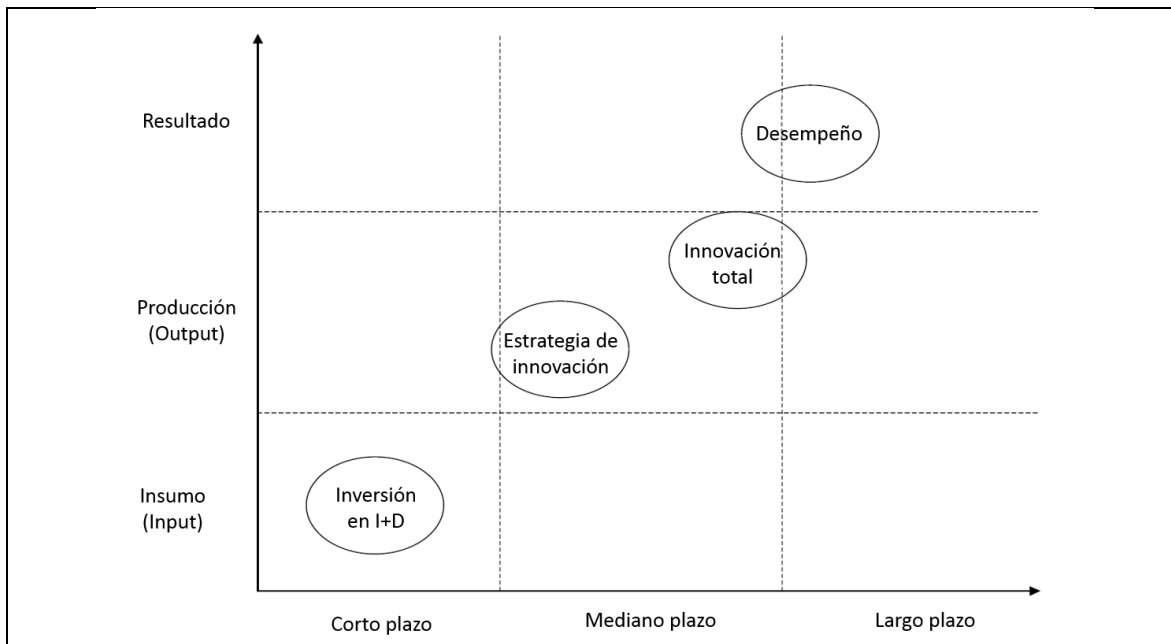 Resultado
Desempeño
Innovación
total
Producción
(Output)
Estrategia de
innovación
Insumo
(Input)
Inversión
en I+D
Corto plazo
Mediano plazo
Largo plazo